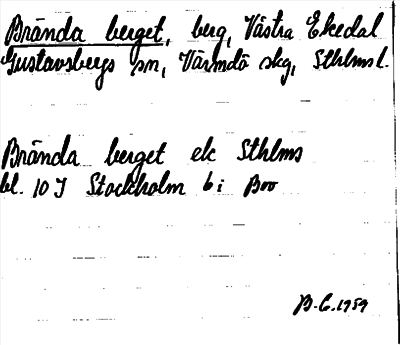 Brända berget, berg, Västra Ekedal
Gustavsbergs sn, Värmdö skg, Sthlms l.
Brända berget ek Sthlms
bl. 10 J Stockholm 6 i Boo
B.C. 1959